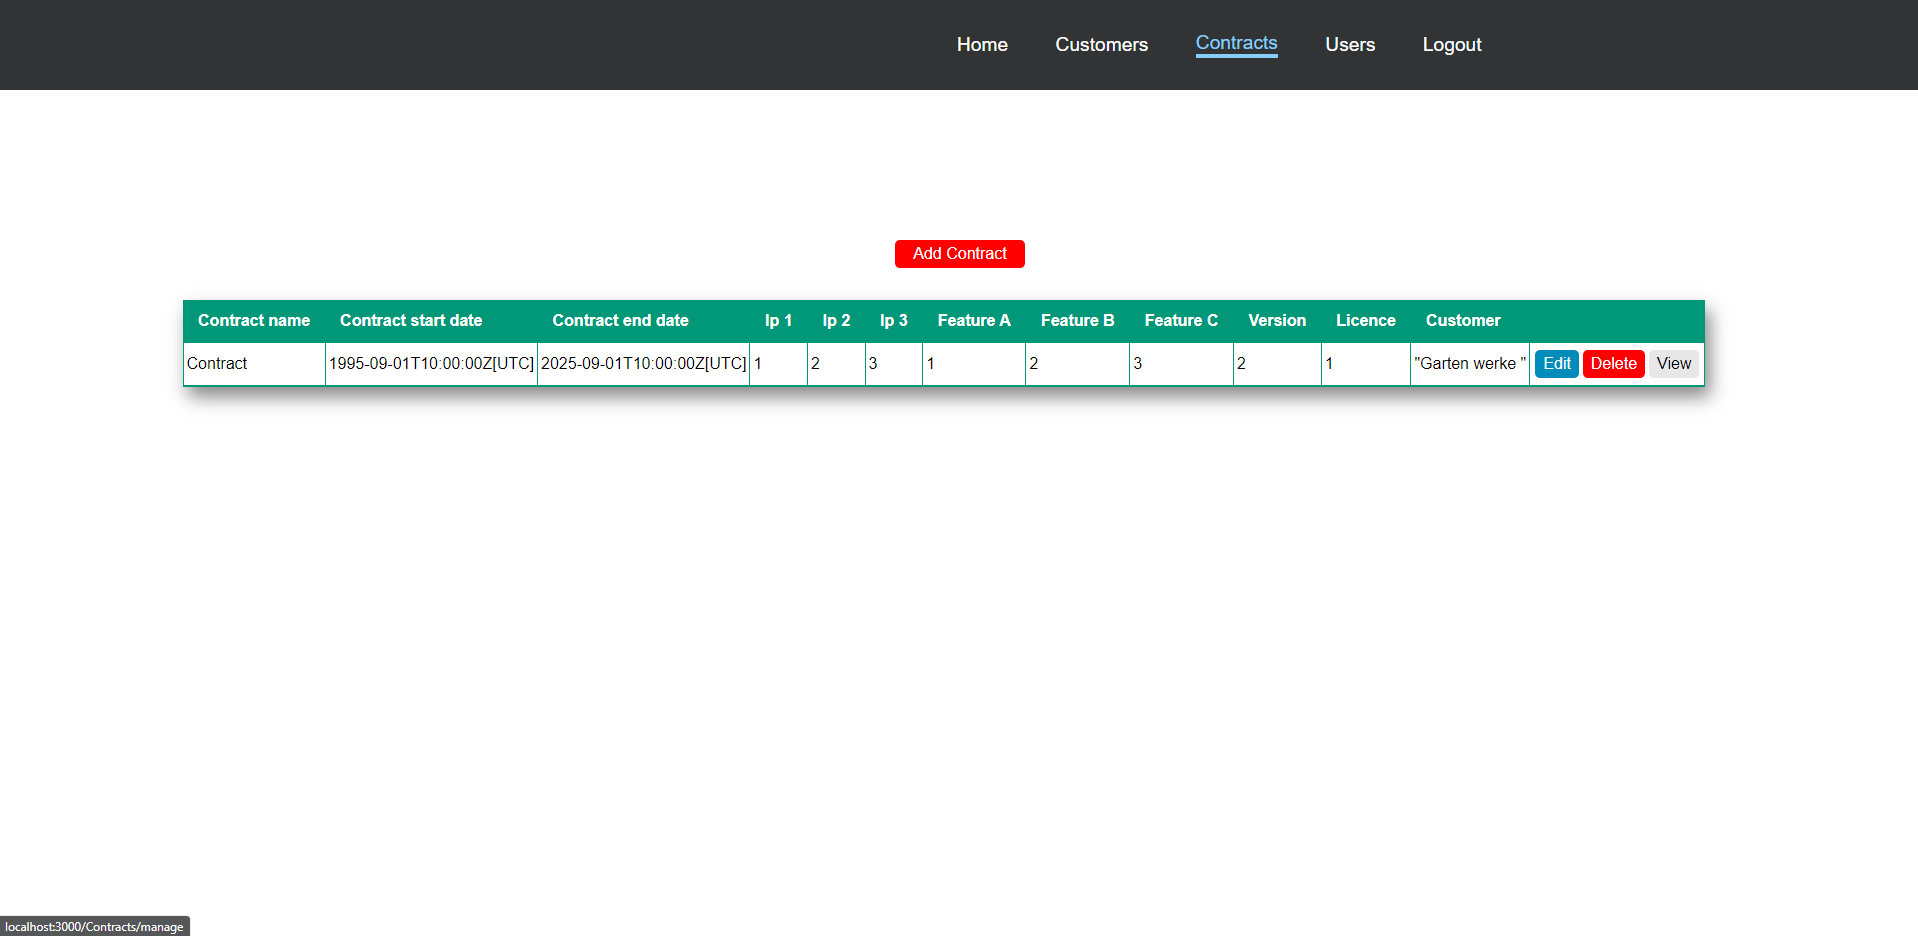 Home Customers Contracts Users Logout
Add Contract
Contract name Contract start date Contract end date Ip 1 Ip 2 Ip 3 Feature A Feature B Feature C Version Licence Customer
Contract 1995-09-01T10:00:00Z[UTC] 2025-09-01T10:00:00Z[UTC] 1 2 3 1 2 3 2 1 "Garten werke " Edit Delete View
localhost:3000/Contracts/manage